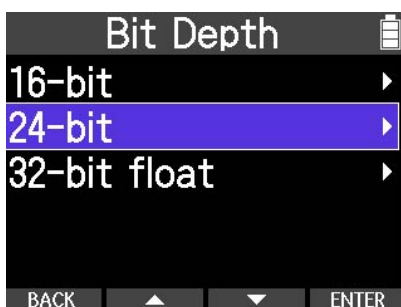 Bit Depth
16-bit
24-bit
32-bit float
BACK ENTER